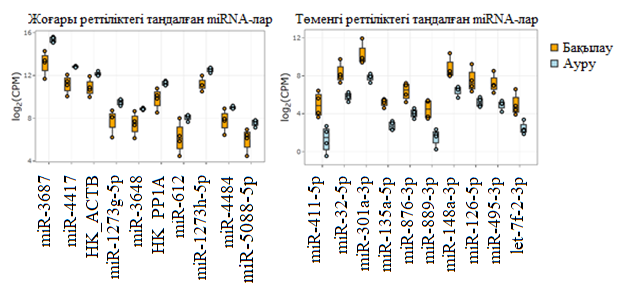 Жоғары реттіліктегі таңдалған miRNA-лар
16
12
8
4
log₂(CPM)
miR-3687
miR-4417
HK_ACTB
miR-1273g-5p
miR-3648
HK_PP1A
miR-612
miR-1273h-5p
miR-4484
miR-5088-5p
Төменгі реттіліктегі таңдалған miRNA-лар
12
8
4
0
log₂(CPM)
miR-411-5p
miR-32-5p
miR-301a-3p
miR-135a-5p
miR-876-3p
miR-889-3p
miR-148a-3p
miR-126-5p
miR-495-3p
let-7f-2-3p
Бақылау
Ауру